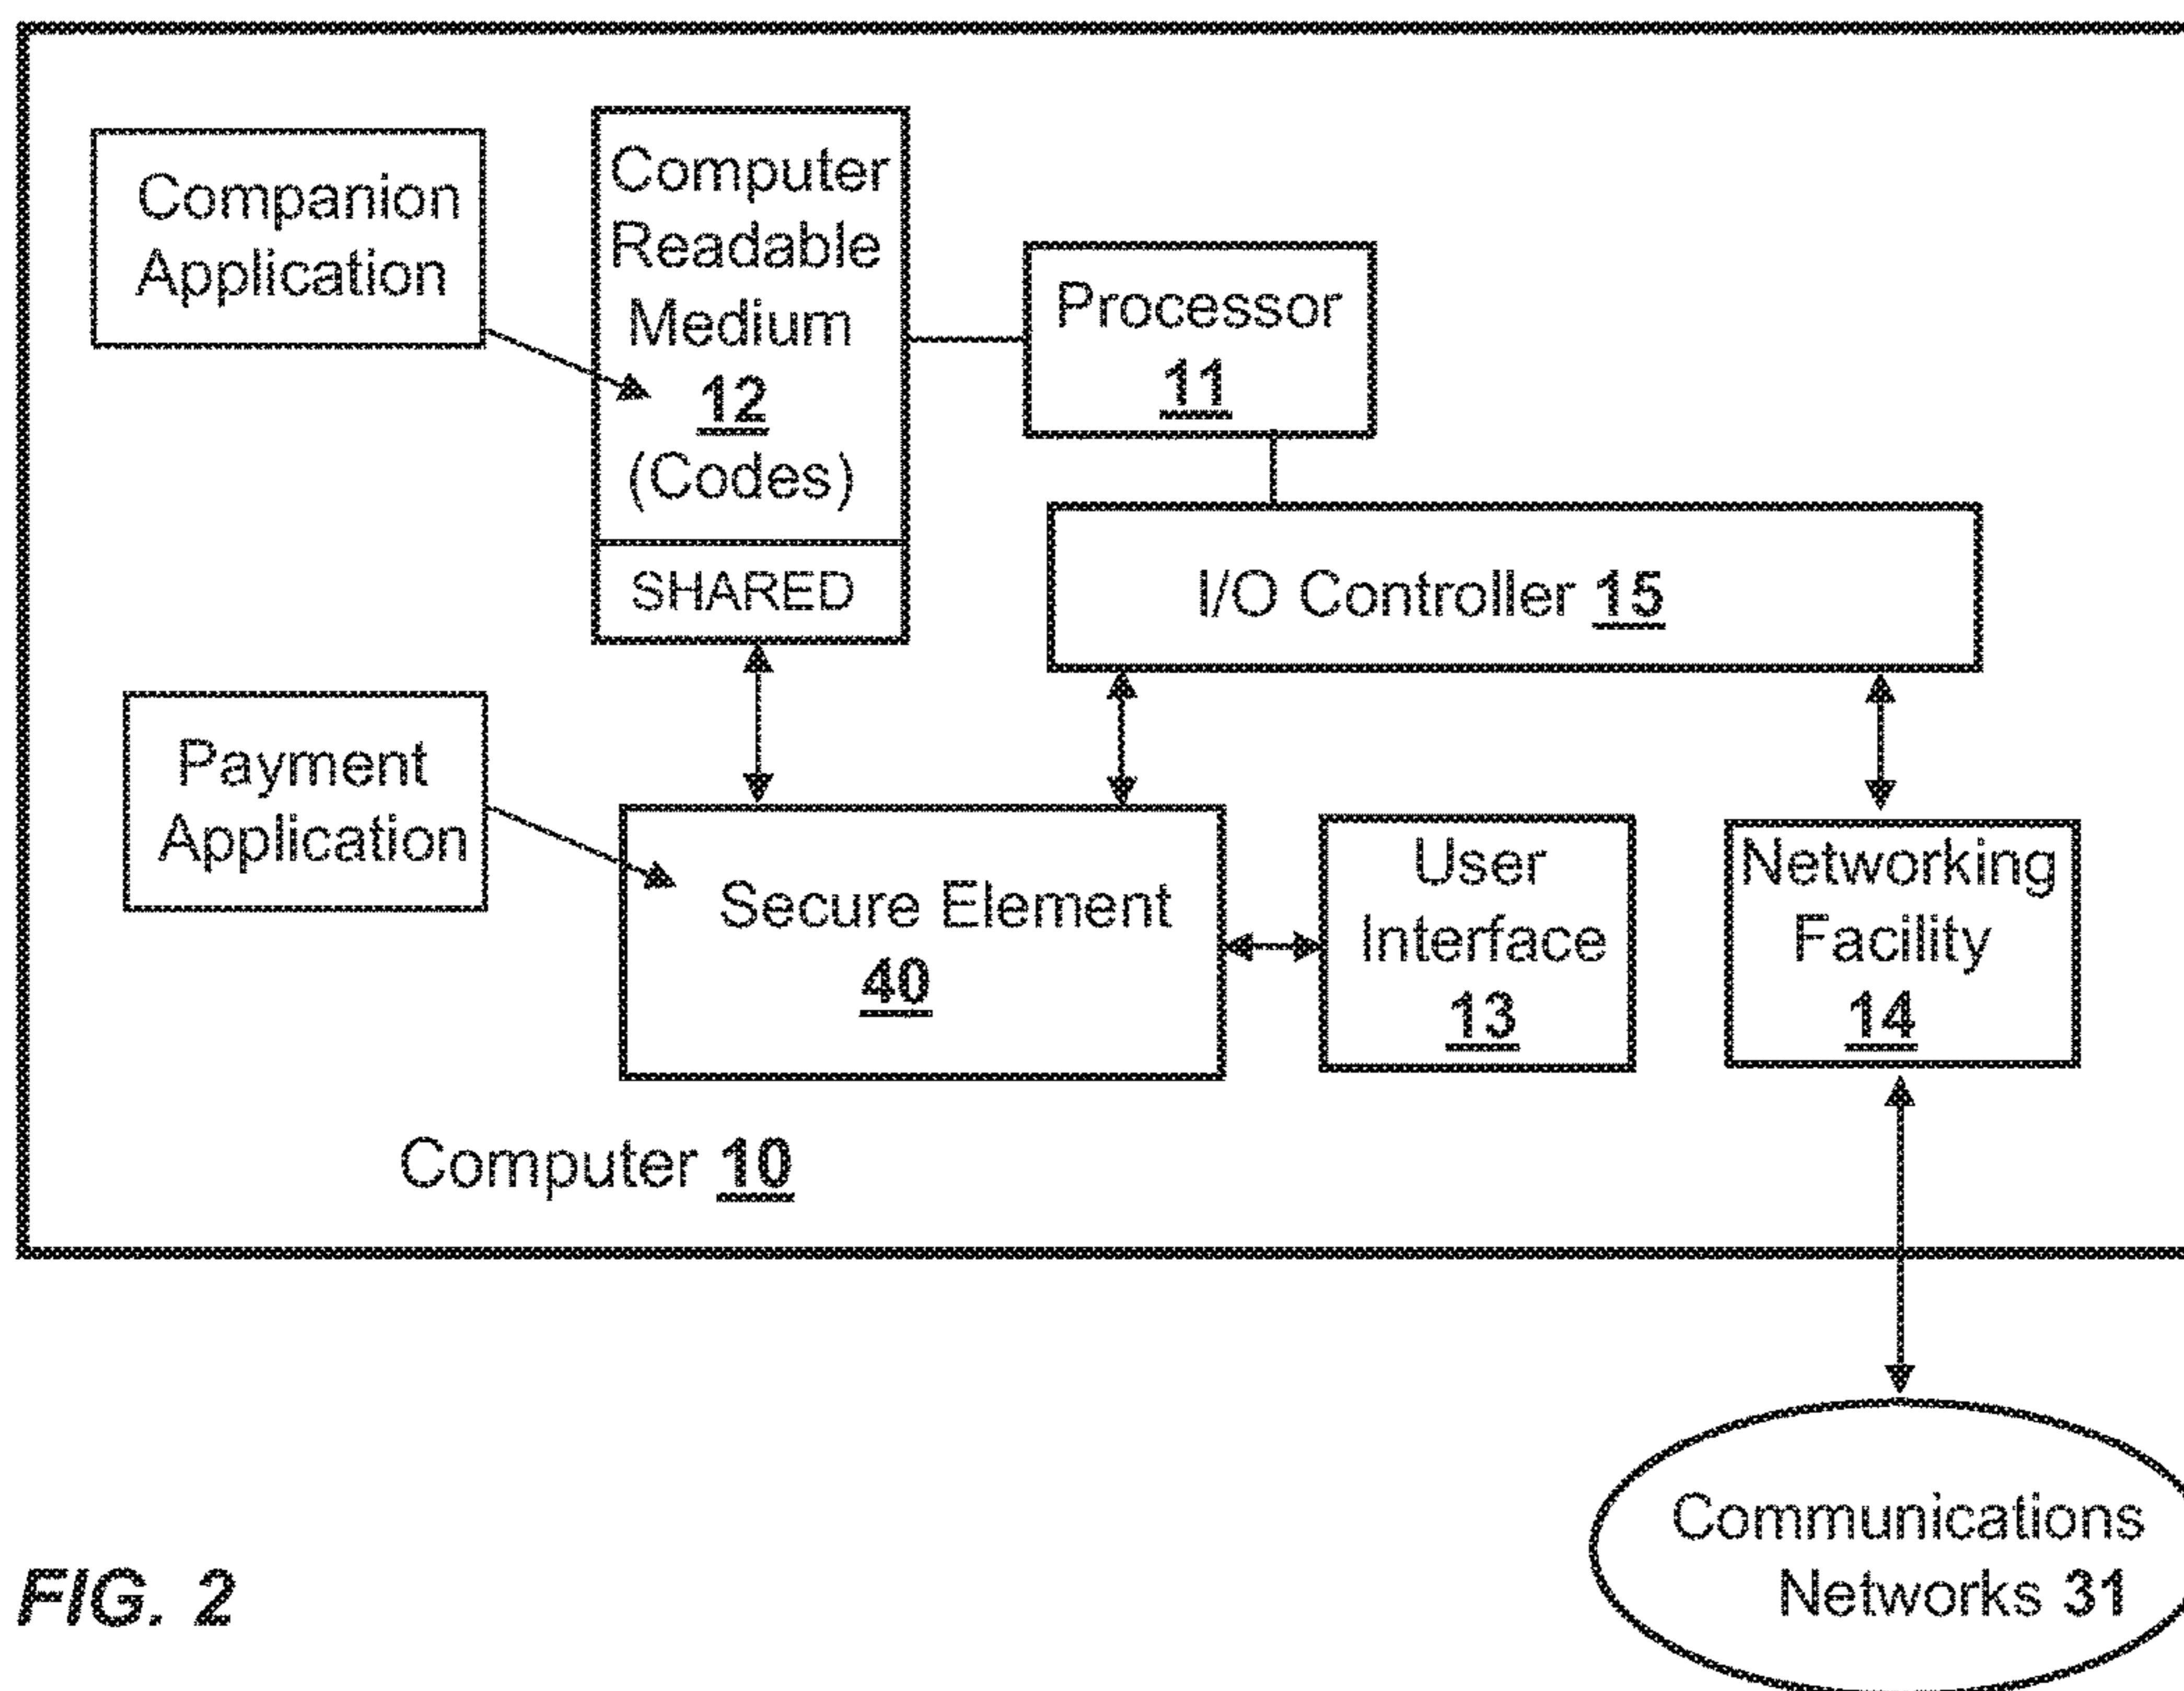 Companion
Application
Computer
Readable
Medium
12
(Codes)
SHARED
Processor
11
I/O Controller 15
Payment
Application
Secure Element
40
User
Interface
13
Networking
Facility
14
Computer 10
Communications
Networks 31
FIG. 2